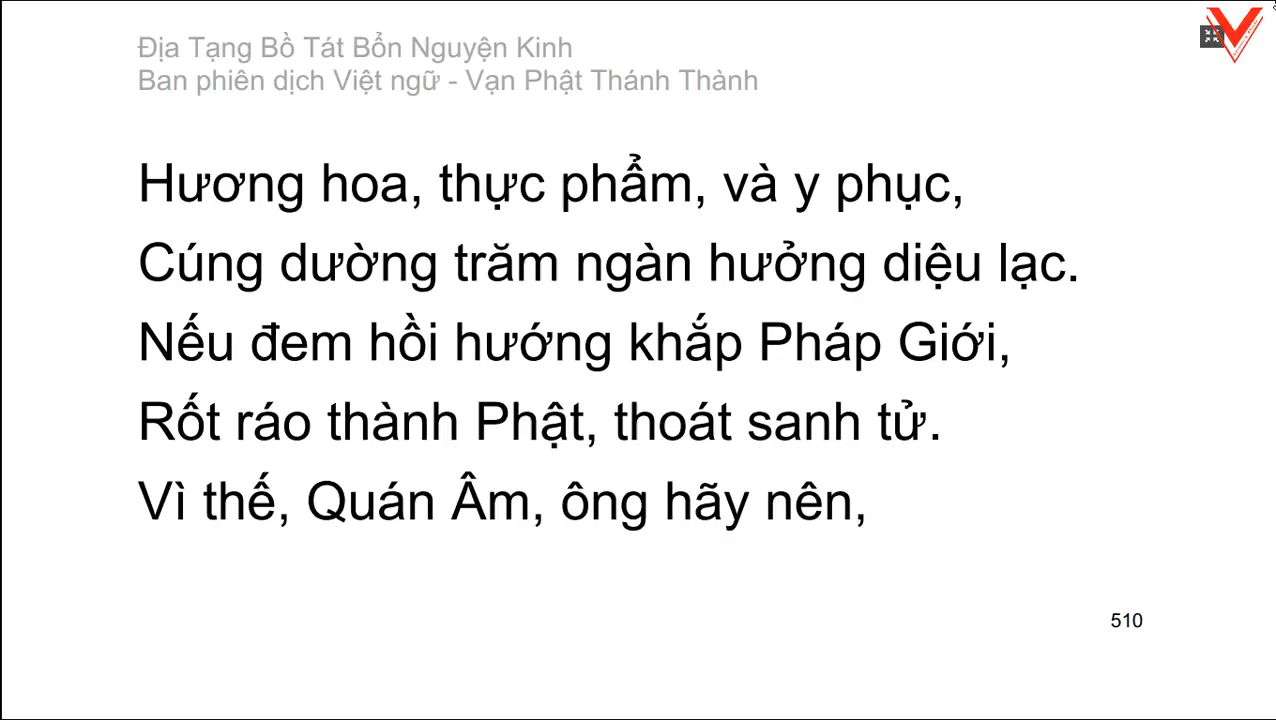 Địa Tạng Bồ Tát Bổn Nguyện Kinh
Ban phiên dịch Việt ngữ - Vạn Phật Thánh Thành
Hương hoa, thực phẩm, và y phục,
Cúng dường trăm ngàn hưởng diệu lạc.
Nếu đem hồi hướng khắp Pháp Giới,
Rốt ráo thành Phật, thoát sanh tử.
Vì thế, Quán Âm, ông hãy nên,
510